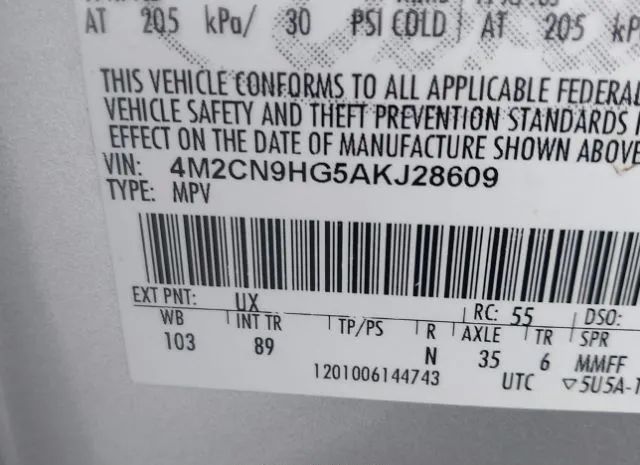 AT 205 kPa/ 30 PSI COLD AT 205
THIS VEHICLE CONFORMS TO ALL APPLICABLE FEDERAL
VEHICLE SAFETY AND THEFT PREVENTION STANDARDS
EFFECT ON THE DATE OF MANUFACTURE SHOWN ABOVE
VIN: 4M2CN9HG5AKJ28609
TYPE: MPV
EXT PNT: UX RC: 55 DSO:
WB INT TR TP/PS R AXLE TR SPR
103 89 N 35 6 MMFF
1201006144743 UTC ▽5U5A-